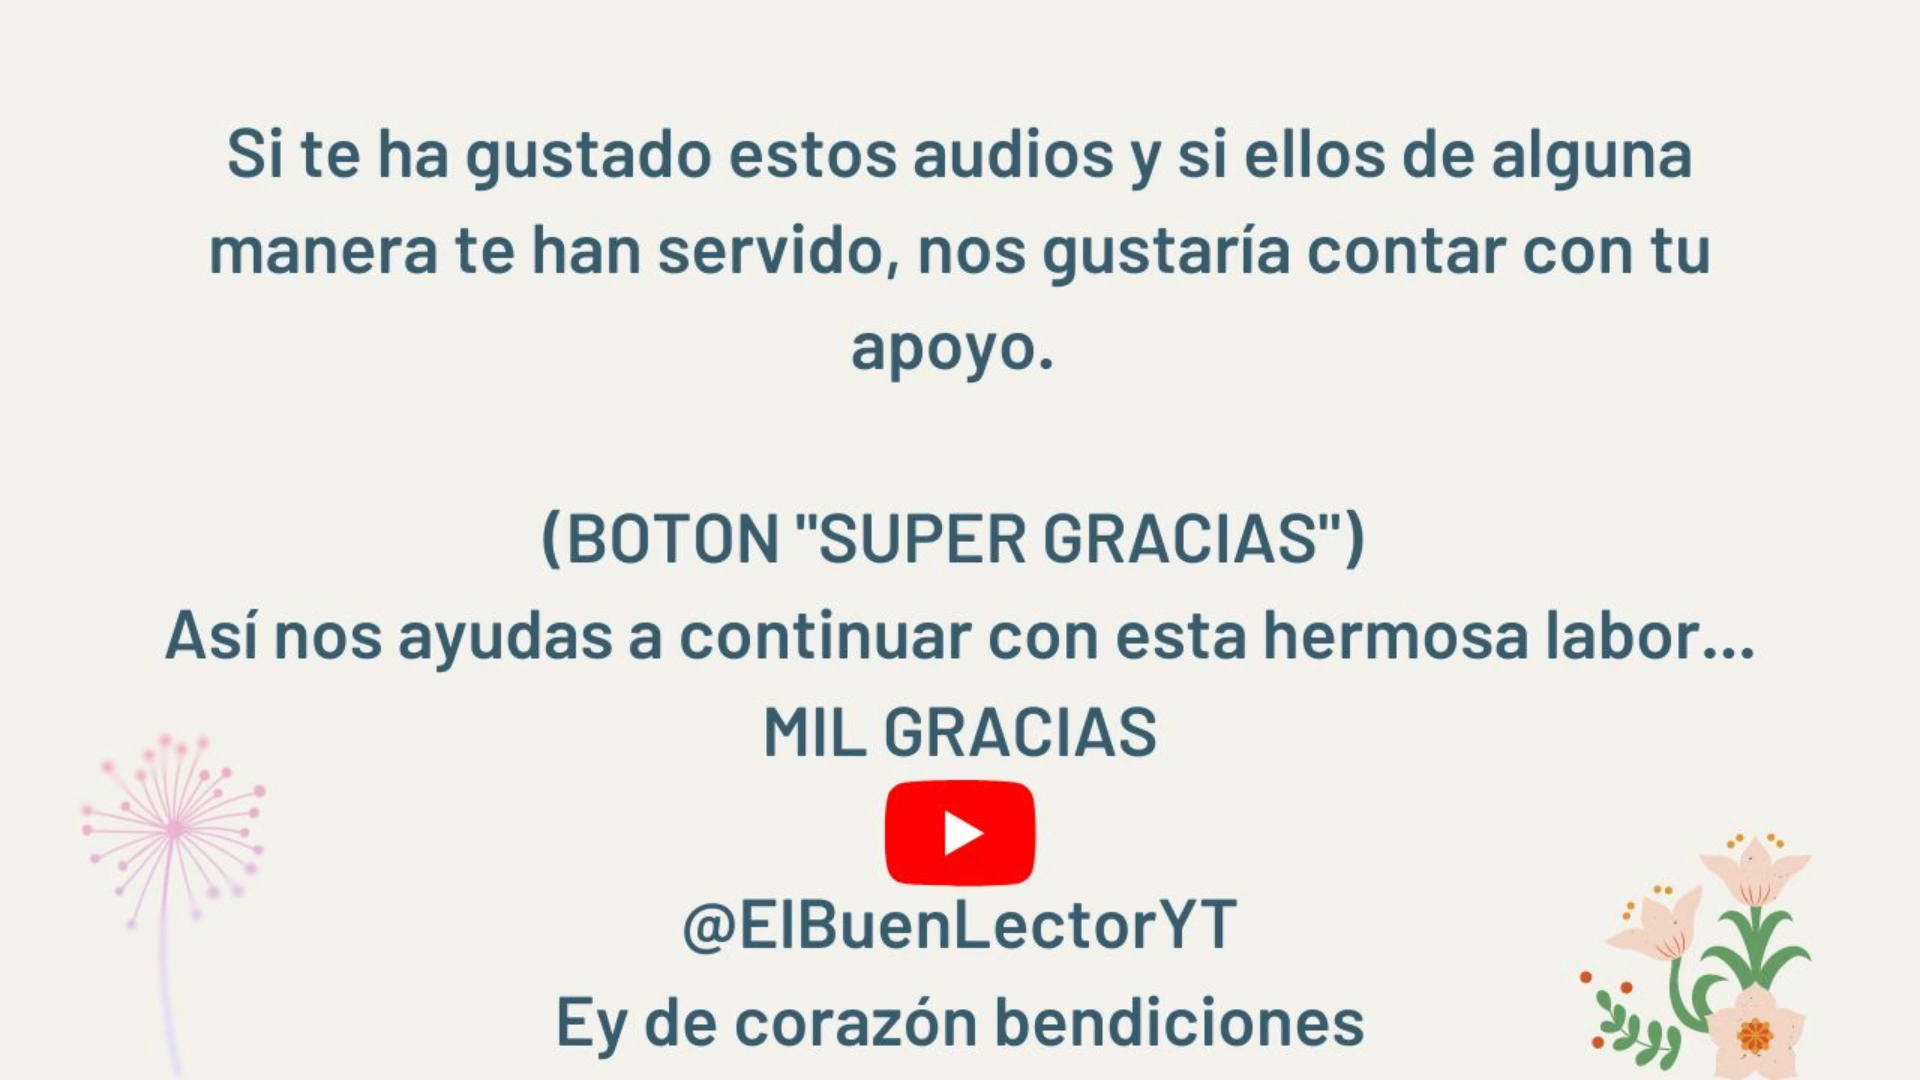 Si te ha gustado estos audios y si ellos de alguna
manera te han servido, nos gustaría contar con tu
apoyo.
(BOTON "SUPER GRACIAS")
Así nos ayudas a continuar con esta hermosa labor...
MIL GRACIAS
@ElBuenLectorYT
Ey de corazón bendiciones